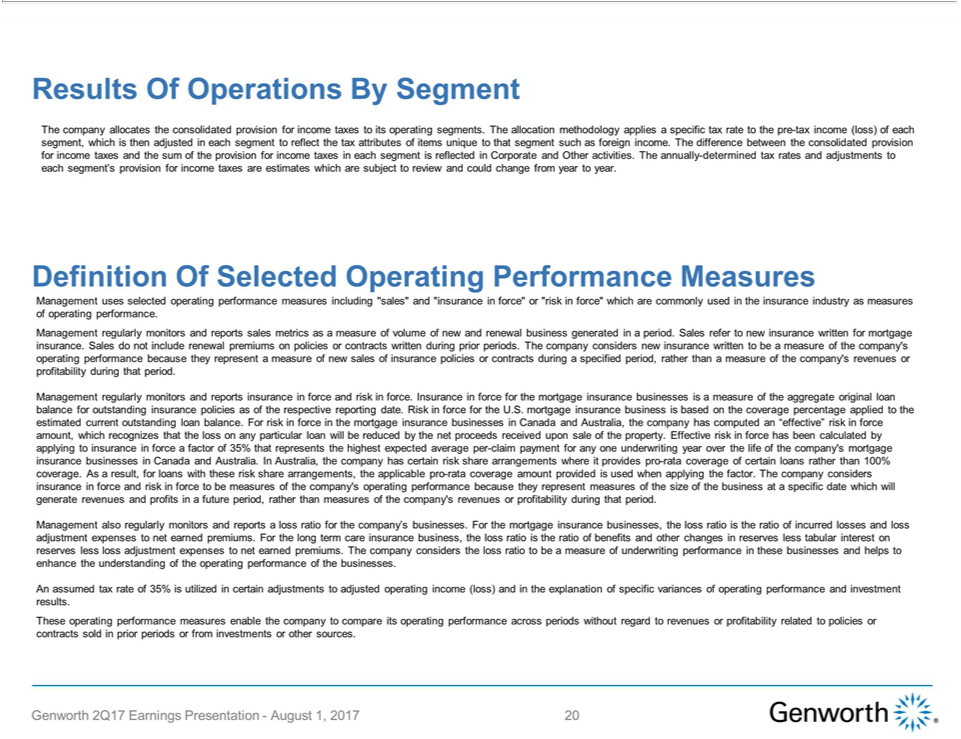 Results Of Operations By Segment
The company allocates the consolidated provision for income taxes to its operating segments. The allocation methodology applies a specific tax rate to the pre-tax income (loss) of each
segment, which is then adjusted in each segment to reflect the tax attributes of items unique to that segment such as foreign income. The difference between the consolidated provision
for income taxes and the sum of the provision for income taxes in each segment is reflected in Corporate and Other activities. The annually-determined tax rates and adjustments to
each segment's provision for income taxes are estimates which are subject to review and could change from year to year.
Definition Of Selected Operating Performance Measures
Management uses selected operating performance measures including "sales" and "insurance in force" or "risk in force" which are commonly used in the insurance industry as measures
of operating performance.
Management regularly monitors and reports sales metrics as a measure of volume of new and renewal business generated in a period. Sales refer to new insurance written for mortgage
insurance. Sales do not include renewal premiums on policies or contracts written during prior periods. The company considers new insurance written to be a measure of the company's
operating performance because they represent a measure of new sales of insurance policies or contracts during a specified period, rather than a measure of the company's revenues or
profitability during that period.
Management regularly monitors and reports insurance in force and risk in force. Insurance in force for the mortgage insurance businesses is a measure of the aggregate original loan
balance for outstanding insurance policies as of the respective reporting date. Risk in force for the U.S. mortgage insurance business is based on the coverage percentage applied to the
estimated current outstanding loan balance. For risk in force in the mortgage insurance businesses in Canada and Australia, the company has computed an “effective” risk in force
amount, which recognizes that the loss on any particular loan will be reduced by the net proceeds received upon sale of the property. Effective risk in force has been calculated by
applying to insurance in force a factor of 35% that represents the highest expected average per-claim payment for any one underwriting year over the life of the company's mortgage
insurance businesses in Canada and Australia. In Australia, the company has certain risk share arrangements where it provides pro-rata coverage of certain loans rather than 100%
coverage. As a result, for loans with these risk share arrangements, the applicable pro-rata coverage amount provided is used when applying the factor. The company considers
insurance in force and risk in force to be measures of the company's operating performance because they represent measures of the size of the business at a specific date which will
generate revenues and profits in a future period, rather than measures of the company's revenues or profitability during that period.
Management also regularly monitors and reports a loss ratio for the company's businesses. For the mortgage insurance businesses, the loss ratio is the ratio of incurred losses and loss
adjustment expenses to net earned premiums. For the long term care insurance business, the loss ratio is the ratio of benefits and other changes in reserves less tabular interest on
reserves less loss adjustment expenses to net earned premiums. The company considers the loss ratio to be a measure of underwriting performance in these businesses and helps to
enhance the understanding of the operating performance of the businesses.
An assumed tax rate of 35% is utilized in certain adjustments to adjusted operating income (loss) and in the explanation of specific variances of operating performance and investment
results.
These operating performance measures enable the company to compare its operating performance across periods without regard to revenues or profitability related to policies or
contracts sold in prior periods or from investments or other sources.
Genworth 2Q17 Earnings Presentation - August 1, 2017 20 Genworth®